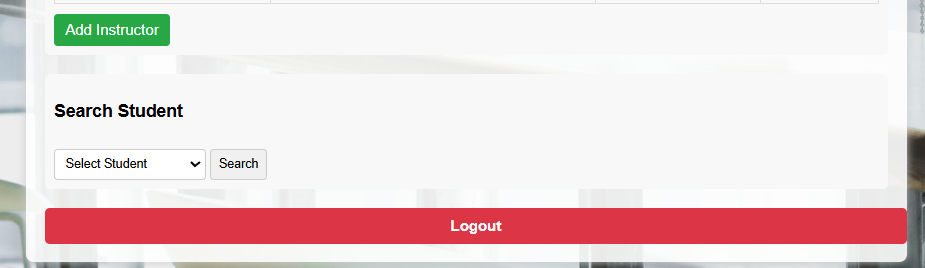 Add Instructor
Search Student
Select Student Search
Logout